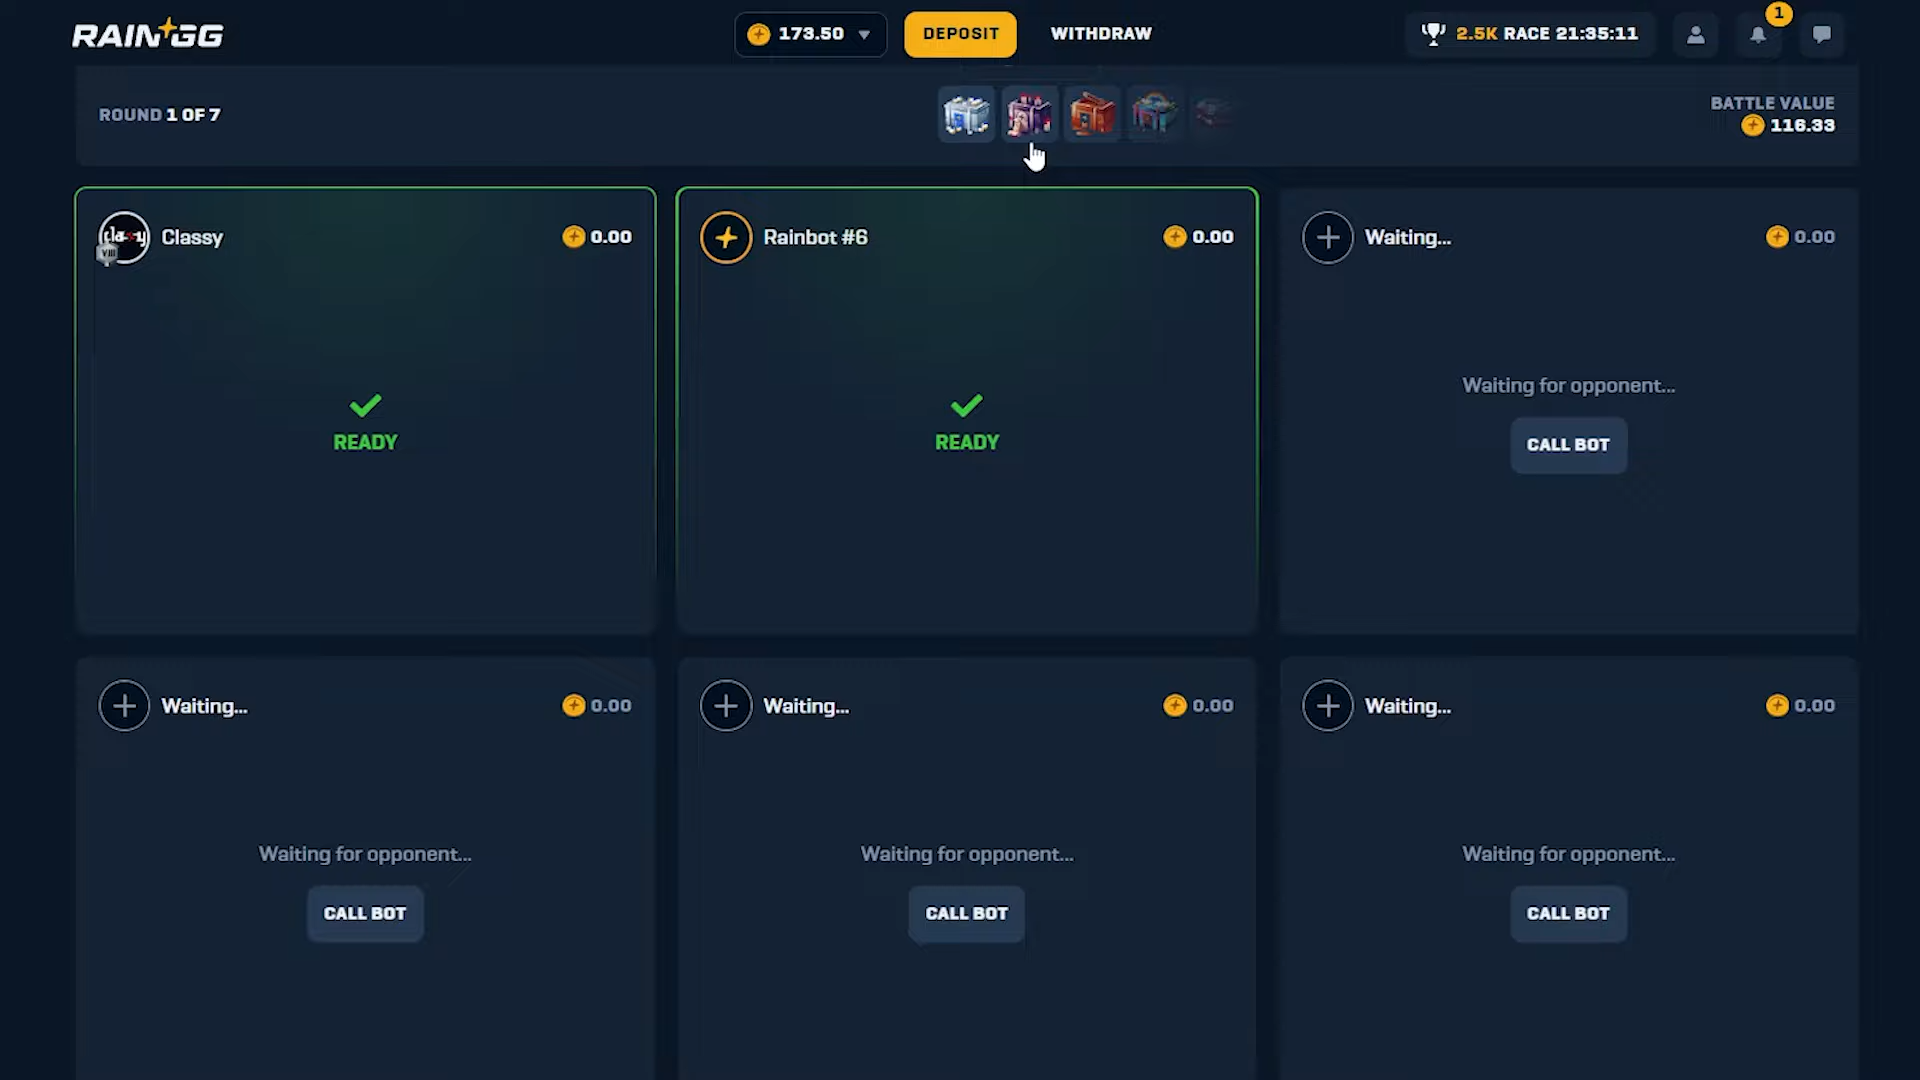 RAIN GG
173.50
DEPOSIT
WITHDRAW
2.5K RACE 21:35:11
1
ROUND 1 OF 7
BATTLE VALUE
116.33
Classy
0.00
READY
classy
VIII
Rainbot #6
0.00
READY
Waiting...
0.00
Waiting for opponent...
CALL BOT
Waiting...
0.00
Waiting for opponent...
CALL BOT
Waiting...
0.00
Waiting for opponent...
CALL BOT
Waiting...
0.00
Waiting for opponent...
CALL BOT